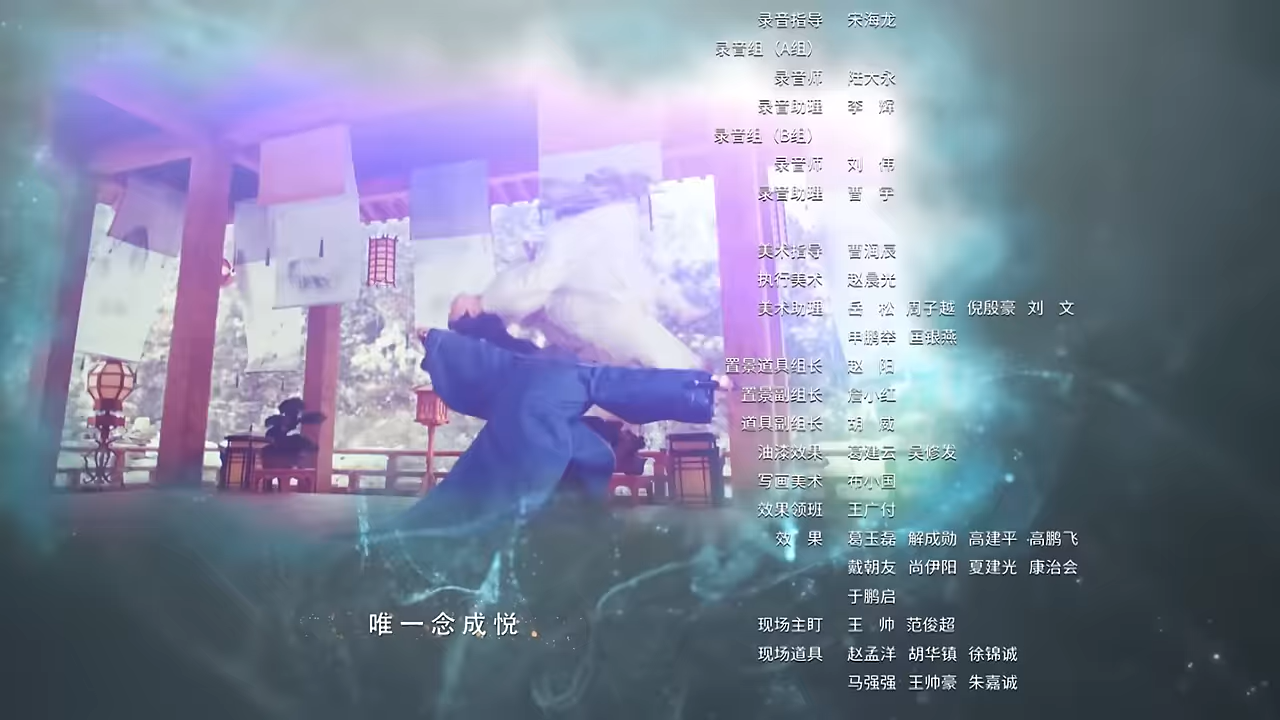 录音指导 宋海龙
录音组（A组）
录音师 陆大永
录音助理 李 辉
录音组（B组）
录音师 刘 伟
录音助理 曹 宇
美术指导 曹润辰
执行美术 赵晨光
美术助理 岳 松 周子越 倪殷豪 刘 文
申鹏举 匡银燕
置景道具组长 赵 阳
置景副组长 詹小红
道具副组长 胡 威
油漆效果 葛建云 吴修发
写画美术 布小国
效果领班 王广付
效 果 葛玉磊 解成勋 高建平 高鹏飞
戴朝友 尚伊阳 夏建光 康治会
于鹏启
唯一念成悦
现场主盯 王 帅 范俊超
现场道具 赵孟洋 胡华镇 徐锦诚
马强强 王帅豪 朱嘉诚